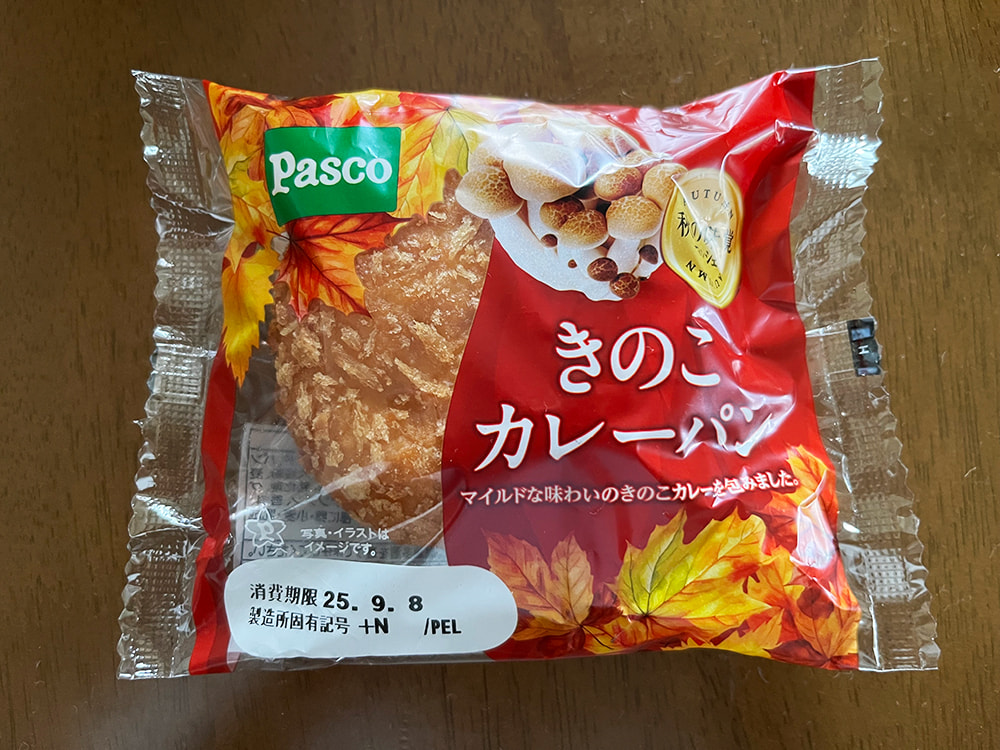 Pasco
AUTUMN
きのこ
カレーパン
マイルドな味わいのきのこカレーを包みました。
写真・イラストは
イメージです。
消費期限 25. 9. 8
製造所固有記号 +N /PEL